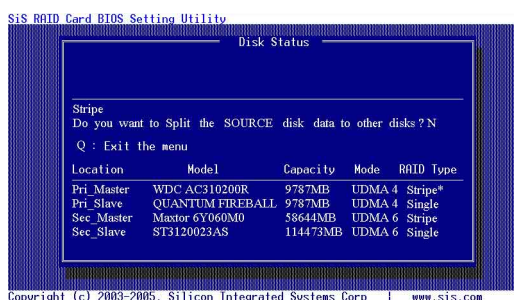 SiS RAID Card BIOS Setting Utility
Disk Status
Stripe
Do you want to Split the SOURCE disk data to other disks ? N
Q : Exit the menu
Location Model Capacity Mode RAID Type
Pri_Master WDC AC310200R 9787MB UDMA 4 Stripe*
Pri_Slave QUANTUM FIREBALL 9787MB UDMA 4 Single
Sec_Master Maxtor 6Y060M0 58644MB UDMA 6 Stripe
Sec_Slave ST3120023AS 114473MB UDMA 6 Single
Copyright (c) 2003-2005, Silicon Integrated Systems Corp | www.sis.com